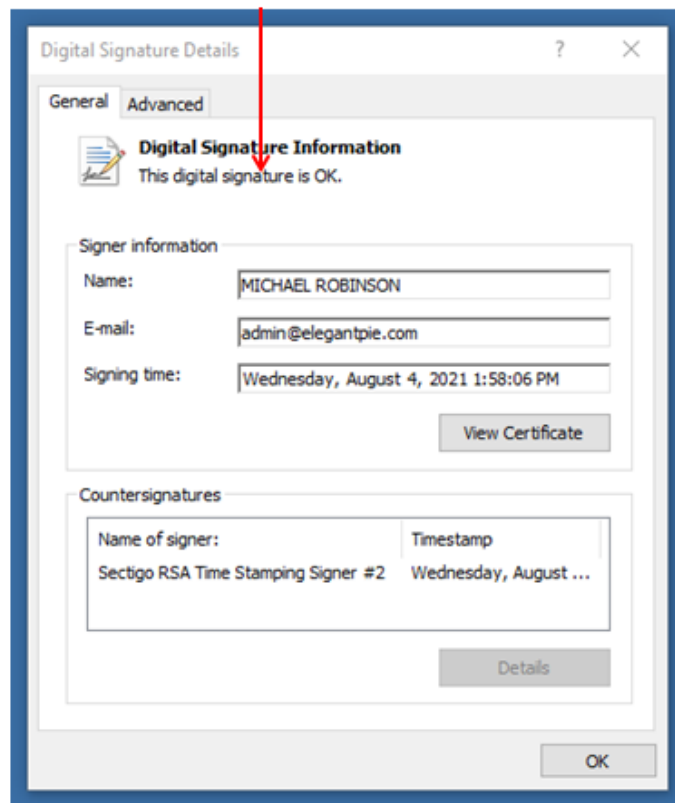 Digital Signature Details
General Advanced
Digital Signature Information
This digital signature is OK.
Signer information
Name: MICHAEL ROBINSON
E-mail: admin@elegantpie.com
Signing time: Wednesday, August 4, 2021 1:58:06 PM
View Certificate
Countersignatures
Name of signer: Timestamp
Sectigo RSA Time Stamping Signer #2 Wednesday, August ...
Details
OK